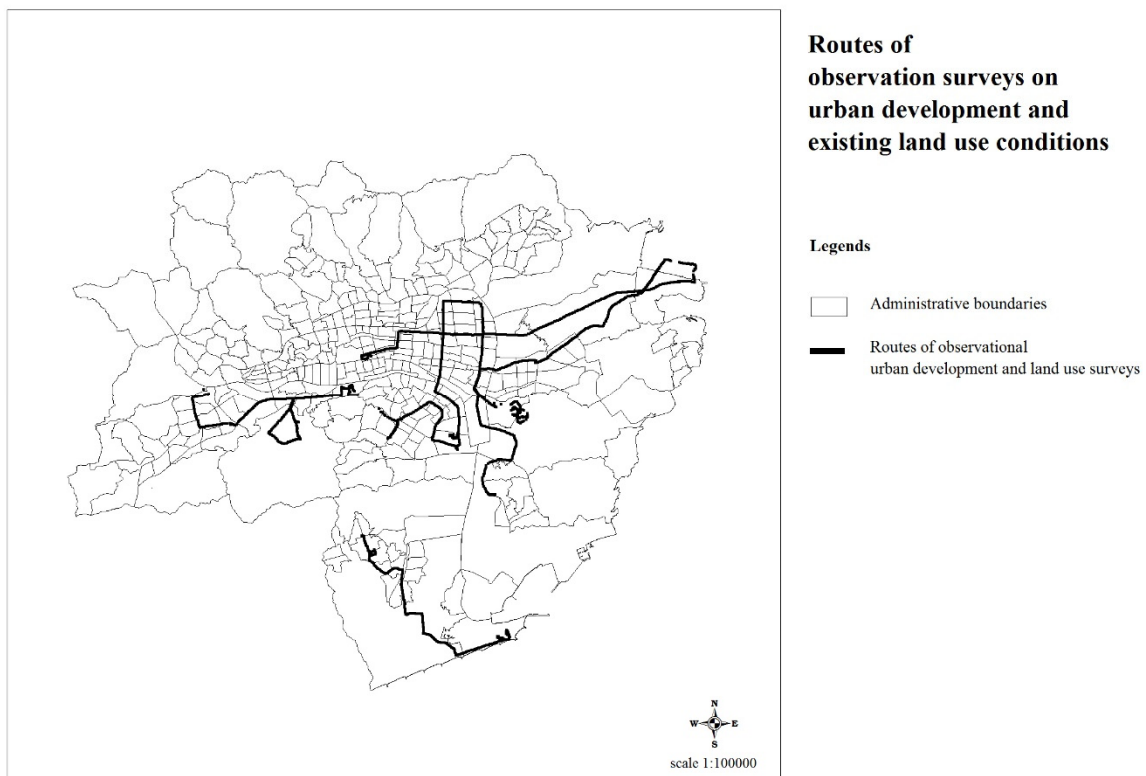 Routes of
observation surveys on
urban development and
existing land use conditions
Legends
Administrative boundaries
Routes of observational
urban development and land use surveys
N
W E
S
scale 1:100000